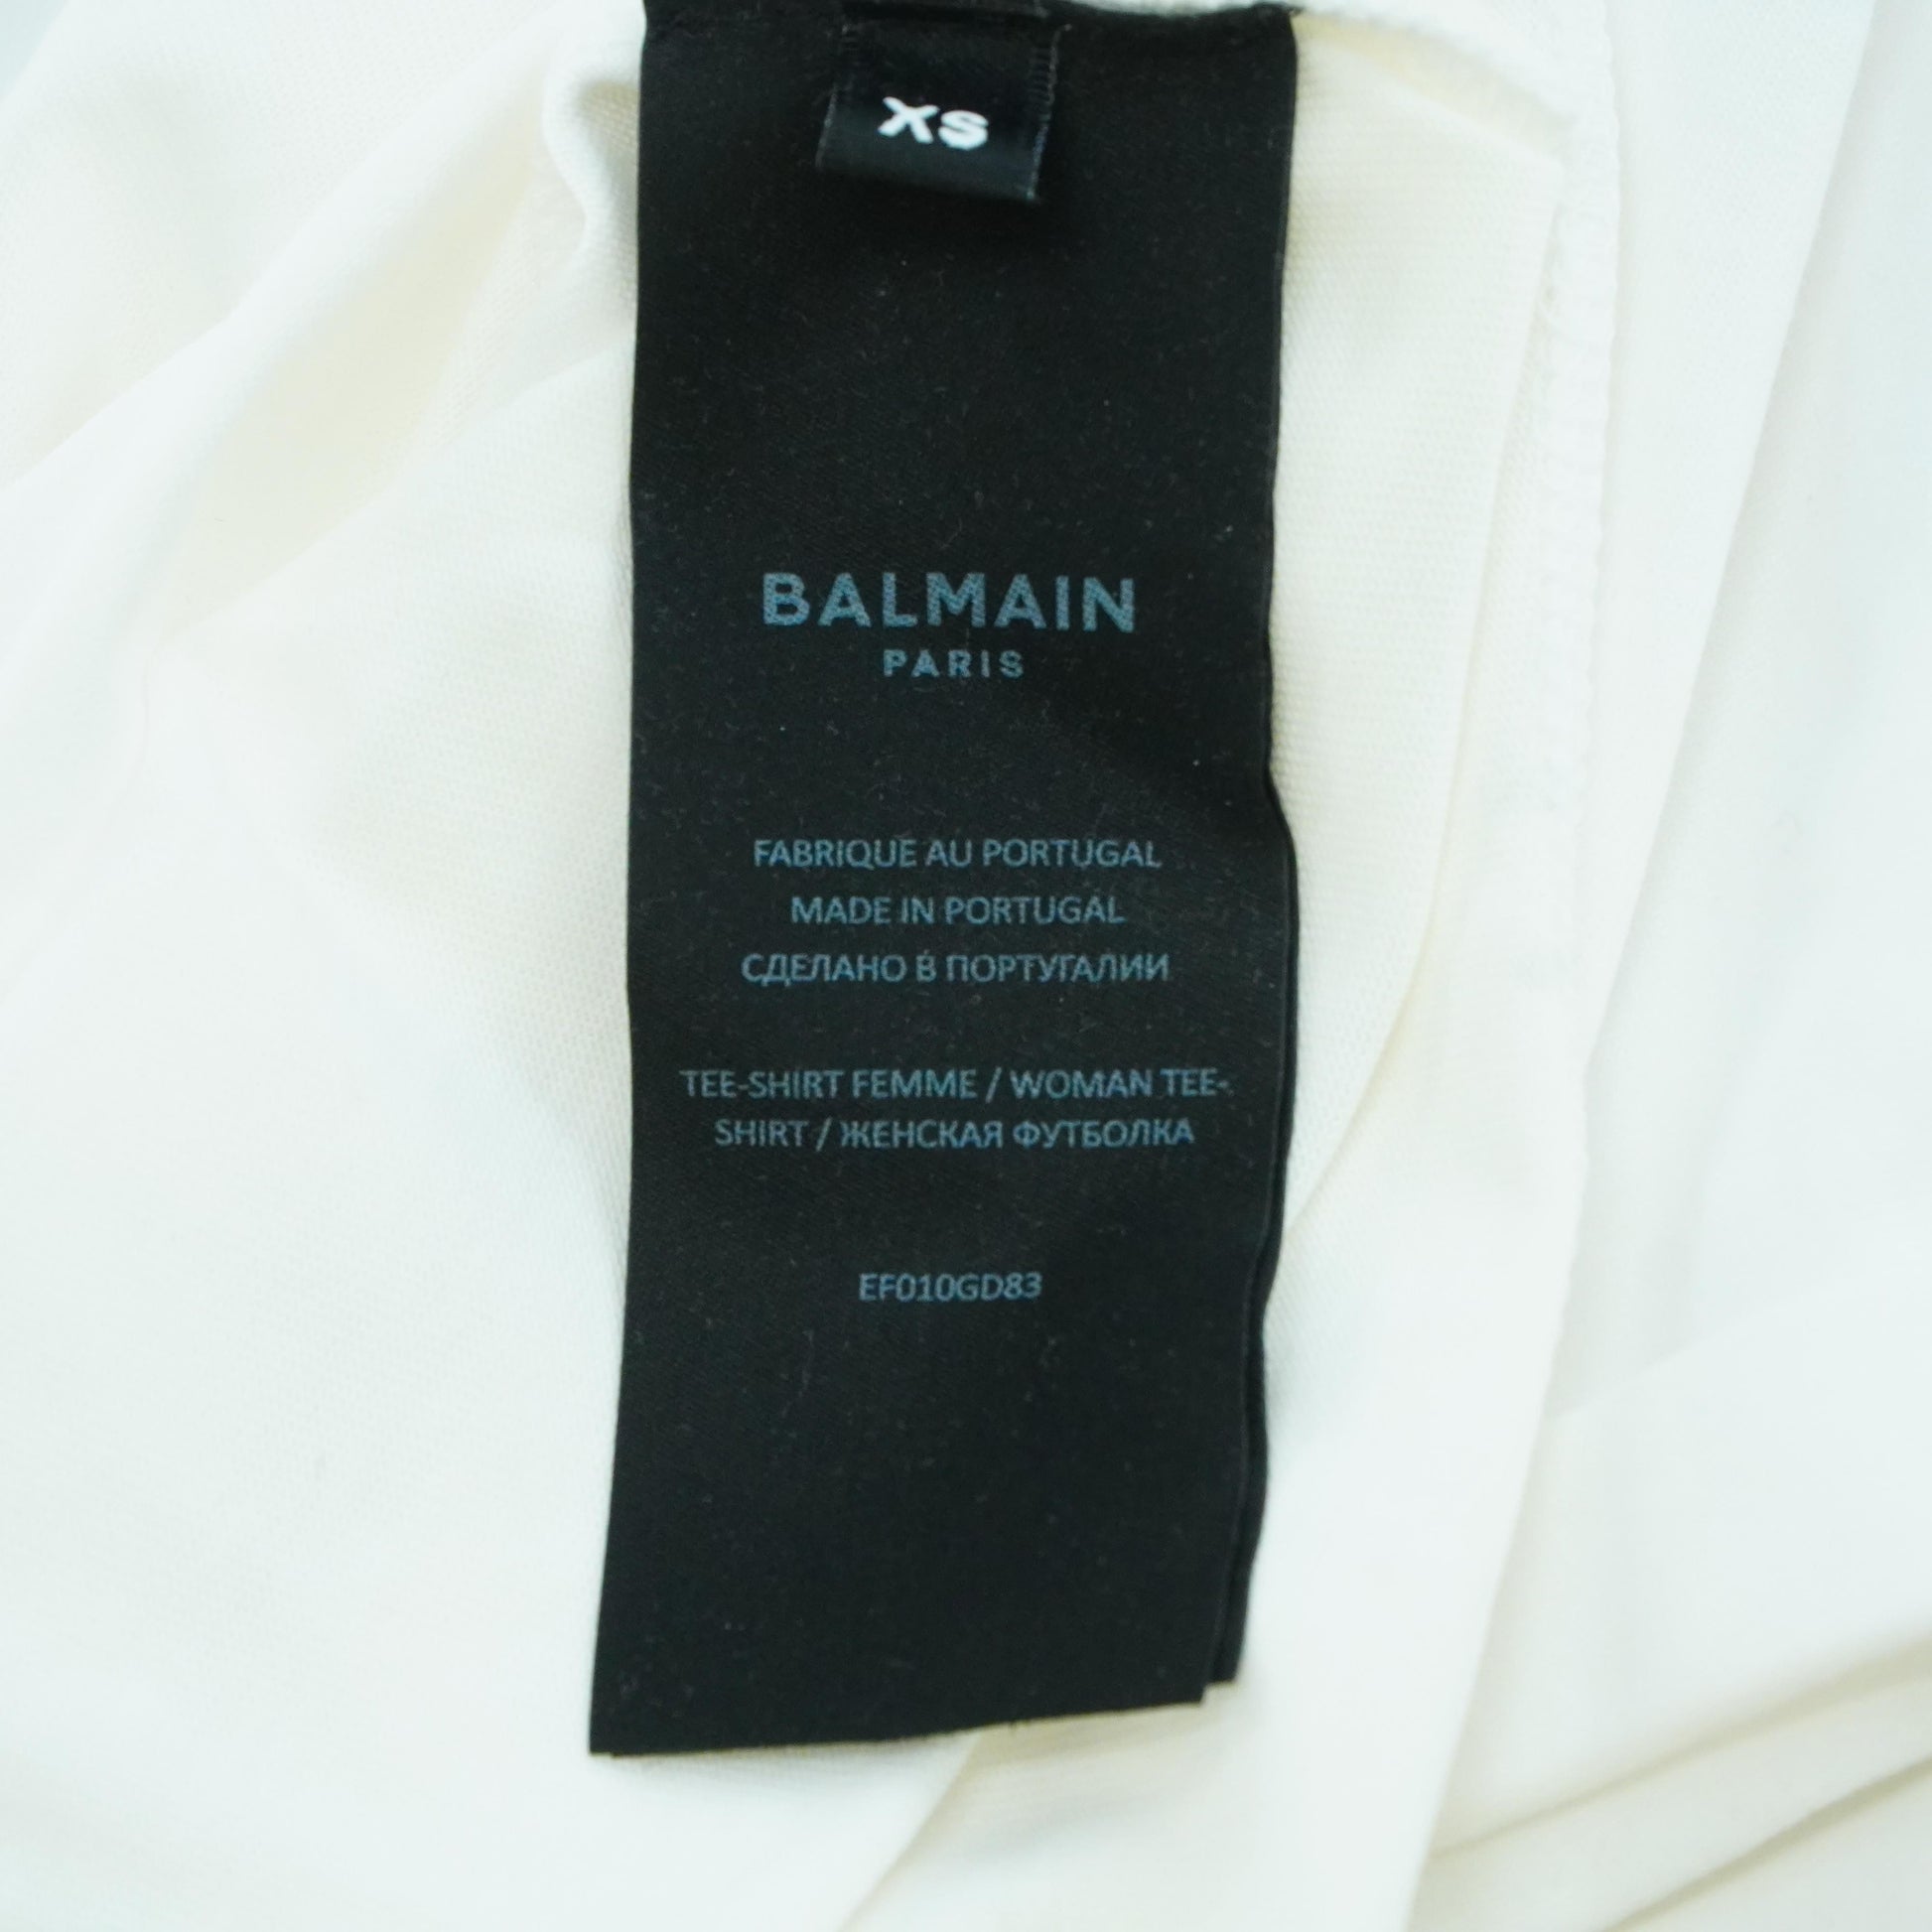 XS
BALMAIN
PARIS
FABRIQUE AU PORTUGAL
MADE IN PORTUGAL
СДЕЛАНО В ПОРТУГАЛИИ
TEE-SHIRT FEMME / WOMAN TEE-
SHIRT / ЖЕНСКАЯ ФУТБОЛКА
EF010GD83